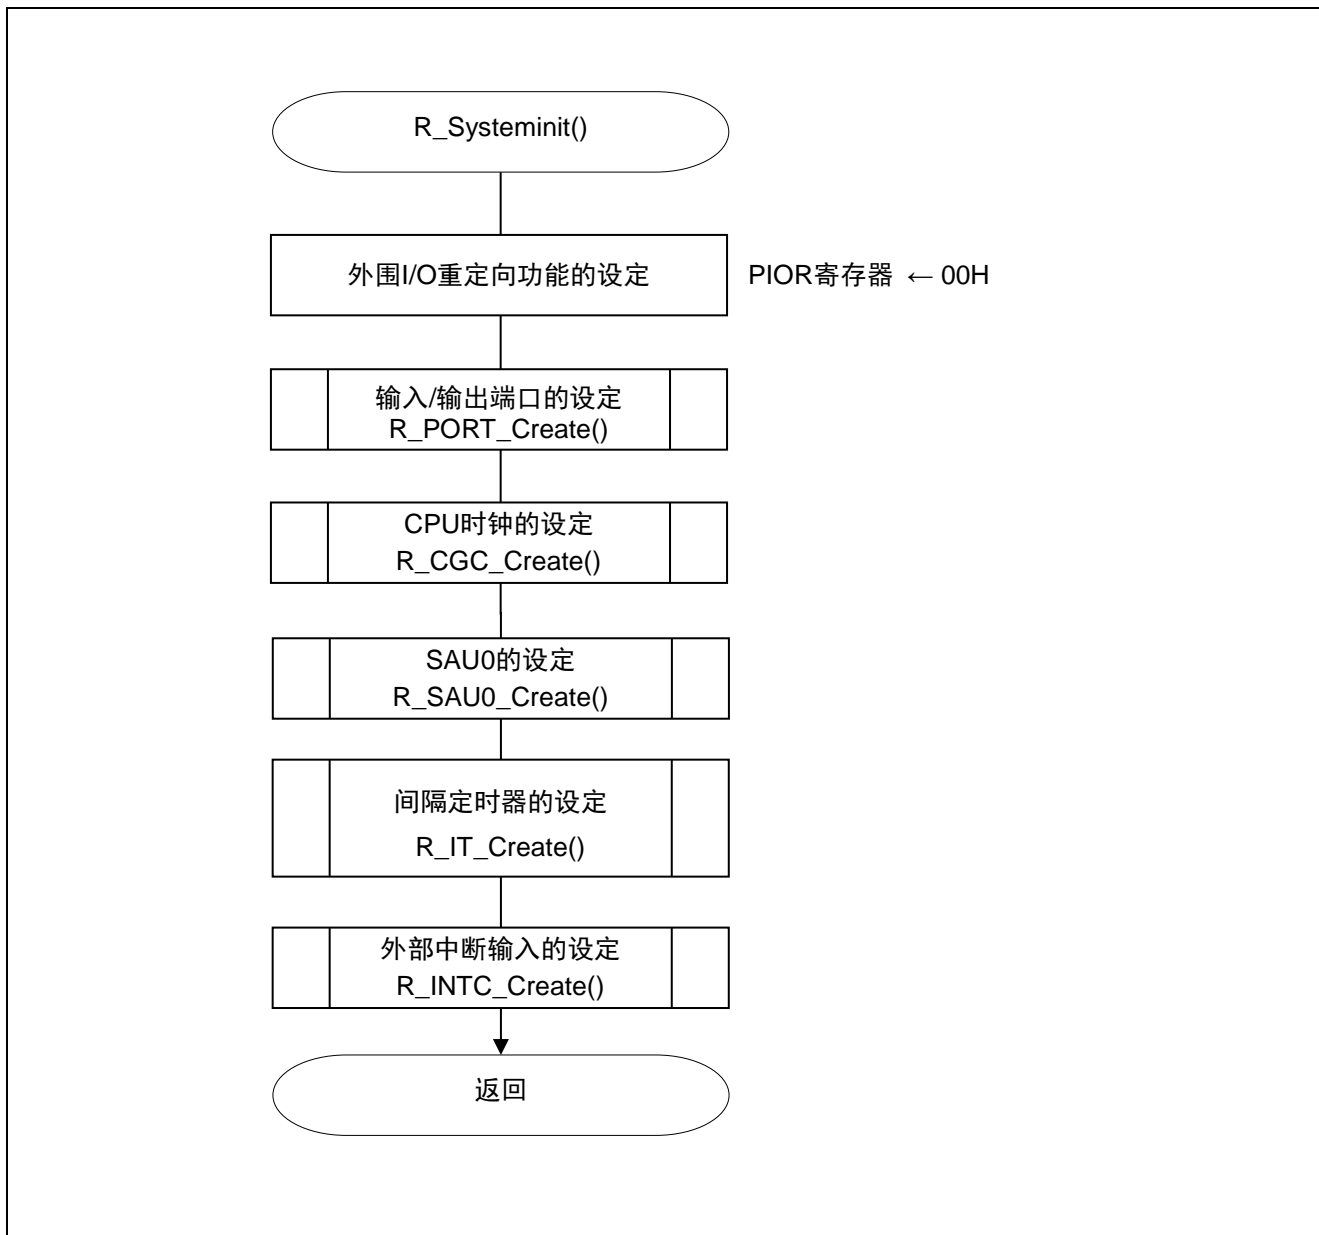 R_Systeminit()
外围I/O重定向功能的设定
PIOR寄存器 ← 00H
输入/输出端口的设定
R_PORT_Create()
CPU时钟的设定
R_CGC_Create()
SAU0的设定
R_SAU0_Create()
间隔定时器的设定
R_IT_Create()
外部中断输入的设定
R_INTC_Create()
返回